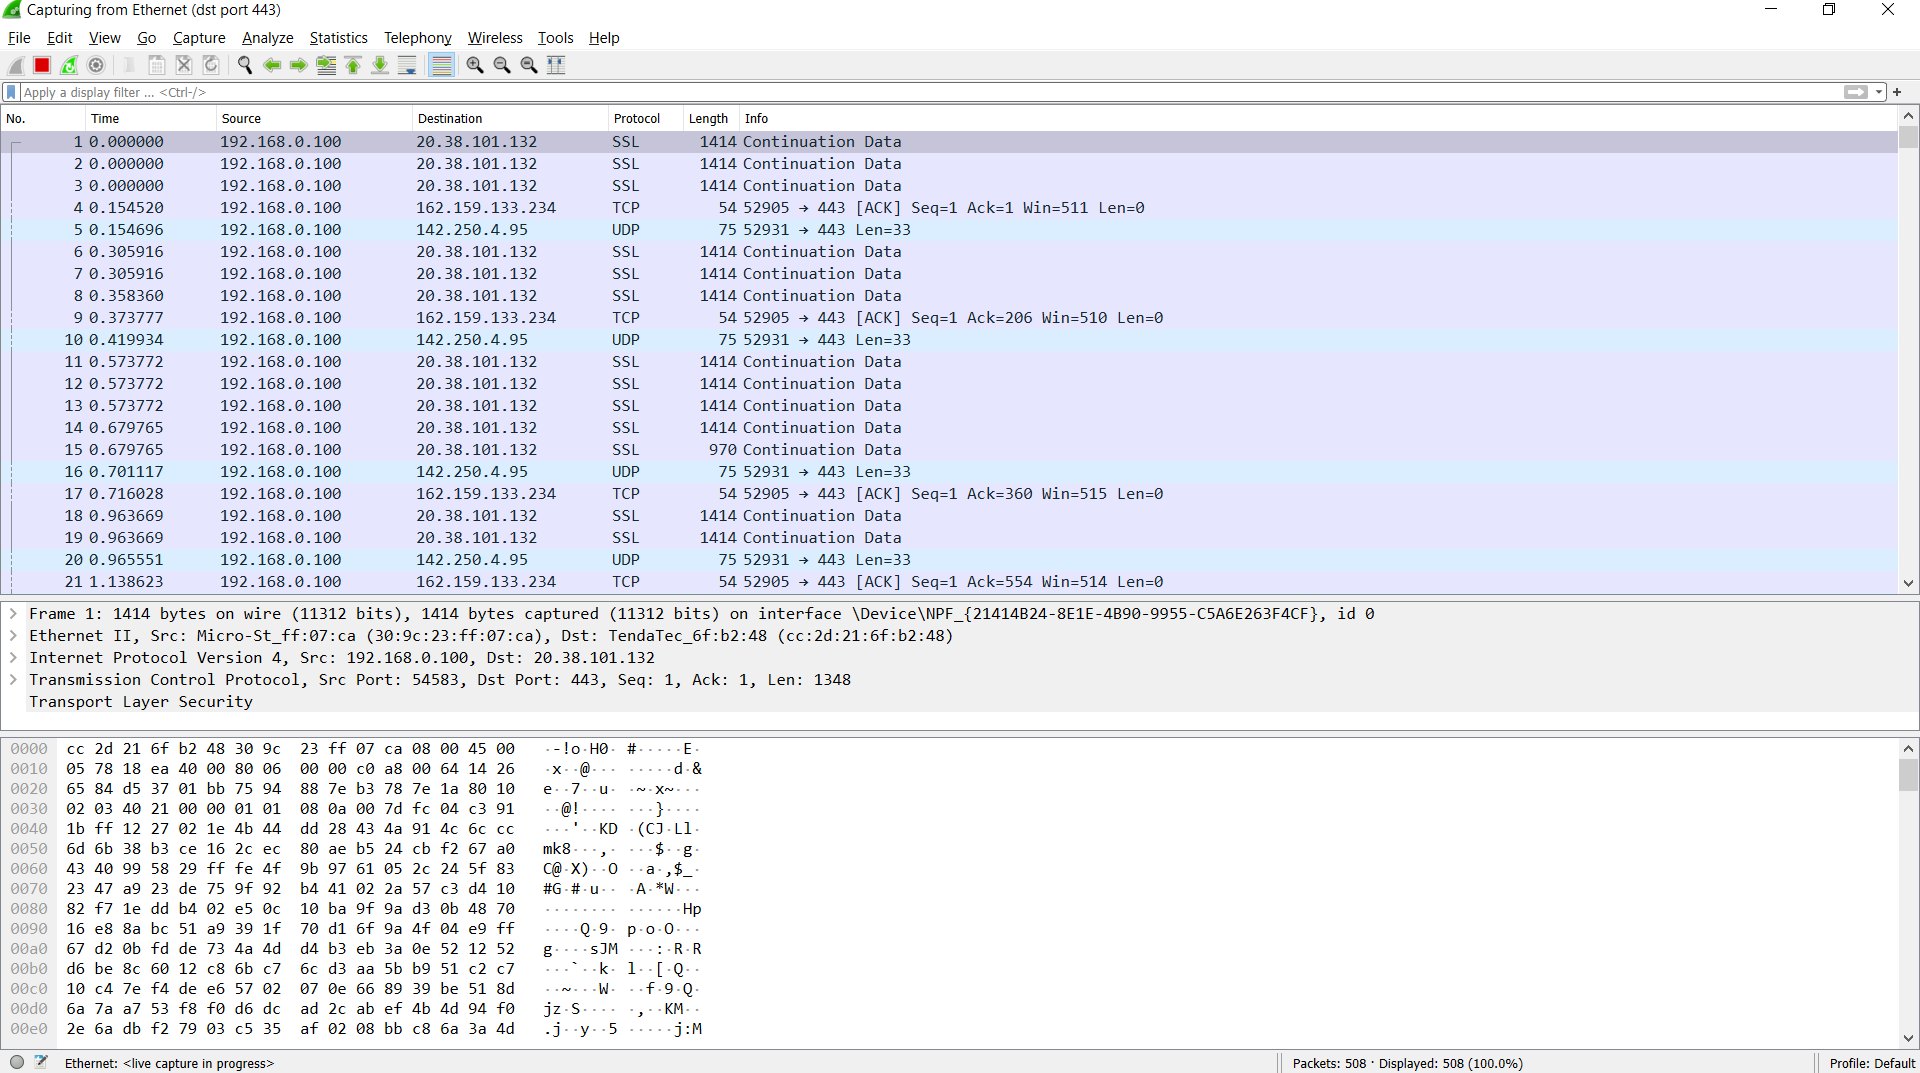 Capturing from Ethernet (dst port 443)
File Edit View Go Capture Analyze Statistics Telephony Wireless Tools Help
Apply a display filter ... <Ctrl-/>
No. Time Source Destination Protocol Length Info
1 0.000000 192.168.0.100 20.38.101.132 SSL 1414 Continuation Data
2 0.000000 192.168.0.100 20.38.101.132 SSL 1414 Continuation Data
3 0.000000 192.168.0.100 20.38.101.132 SSL 1414 Continuation Data
4 0.154520 192.168.0.100 162.159.133.234 TCP 54 52905 → 443 [ACK] Seq=1 Ack=1 Win=511 Len=0
5 0.154696 192.168.0.100 142.250.4.95 UDP 75 52931 → 443 Len=33
6 0.305916 192.168.0.100 20.38.101.132 SSL 1414 Continuation Data
7 0.305916 192.168.0.100 20.38.101.132 SSL 1414 Continuation Data
8 0.358360 192.168.0.100 20.38.101.132 SSL 1414 Continuation Data
9 0.373777 192.168.0.100 162.159.133.234 TCP 54 52905 → 443 [ACK] Seq=1 Ack=206 Win=510 Len=0
10 0.419934 192.168.0.100 142.250.4.95 UDP 75 52931 → 443 Len=33
11 0.573772 192.168.0.100 20.38.101.132 SSL 1414 Continuation Data
12 0.573772 192.168.0.100 20.38.101.132 SSL 1414 Continuation Data
13 0.573772 192.168.0.100 20.38.101.132 SSL 1414 Continuation Data
14 0.679765 192.168.0.100 20.38.101.132 SSL 1414 Continuation Data
15 0.679765 192.168.0.100 20.38.101.132 SSL 970 Continuation Data
16 0.701117 192.168.0.100 142.250.4.95 UDP 75 52931 → 443 Len=33
17 0.716028 192.168.0.100 162.159.133.234 TCP 54 52905 → 443 [ACK] Seq=1 Ack=360 Win=515 Len=0
18 0.963669 192.168.0.100 20.38.101.132 SSL 1414 Continuation Data
19 0.963669 192.168.0.100 20.38.101.132 SSL 1414 Continuation Data
20 0.965551 192.168.0.100 142.250.4.95 UDP 75 52931 → 443 Len=33
21 1.138623 192.168.0.100 162.159.133.234 TCP 54 52905 → 443 [ACK] Seq=1 Ack=554 Win=514 Len=0
Frame 1: 1414 bytes on wire (11312 bits), 1414 bytes captured (11312 bits) on interface \Device\NPF_{21414B24-8E1E-4B90-9955-C5A6E263F4CF}, id 0
Ethernet II, Src: Micro-St_ff:07:ca (30:9c:23:ff:07:ca), Dst: TendaTec_6f:b2:48 (cc:2d:21:6f:b2:48)
Internet Protocol Version 4, Src: 192.168.0.100, Dst: 20.38.101.132
Transmission Control Protocol, Src Port: 54583, Dst Port: 443, Seq: 1, Ack: 1, Len: 1348
Transport Layer Security
0000 cc 2d 21 6f b2 48 30 9c 23 ff 07 ca 08 00 45 00 ·-!o·H0· #·····E·
0010 05 78 18 ea 40 00 80 06 00 00 c0 a8 00 64 14 26 ·x··@··· ·····d·&
0020 65 84 d5 37 01 bb 75 94 88 7e b3 78 7e 1a 80 10 e··7··u· ·~·x~···
0030 02 03 40 21 00 00 01 01 08 0a 00 7d fc 04 c3 91 ··@!···· ···}····
0040 1b ff 12 27 02 1e 4b 44 dd 28 43 4a 91 4c 6c cc ···'··KD ·(CJ·Ll·
0050 6d 6b 38 b3 ce 16 2c ec 80 ae b5 24 cb f2 67 a0 mk8···,· ···$··g·
0060 43 40 99 58 29 ff fe 4f 9b 97 61 05 2c 24 5f 83 C@·X)··O ··a·,$_·
0070 23 47 a9 23 de 75 9f 92 b4 41 02 2a 57 c3 d4 10 #G·#·u·· ·A·*W···
0080 82 f7 1e dd b4 02 e5 0c 10 ba 9f 9a d3 0b 48 70 ········ ······Hp
0090 16 e8 8a bc 51 a9 39 1f 70 d1 6f 9a 4f 04 e9 ff ····Q·9· p·o·O···
00a0 67 d2 0b fd de 73 4a 4d d4 b3 eb 3a 0e 52 12 52 g····sJM ···:·R·R
00b0 d6 be 8c 60 12 c8 6b c7 6c d3 aa 5b b9 51 c2 c7 ···`··k· l··[·Q··
00c0 10 c4 7e f4 de e6 57 02 07 0e 66 89 39 be 51 8d ··~···W· ··f·9·Q·
00d0 6a 7a a7 53 f8 f0 d6 dc ad 2c ab ef 4b 4d 94 f0 jz·S···· ·,··KM··
00e0 2e 6a db f2 79 03 c5 35 af 02 08 bb c8 6a 3a 4d .j··y··5 ·····j:M
Ethernet: <live capture in progress> Packets: 508 · Displayed: 508 (100.0%) Profile: Default